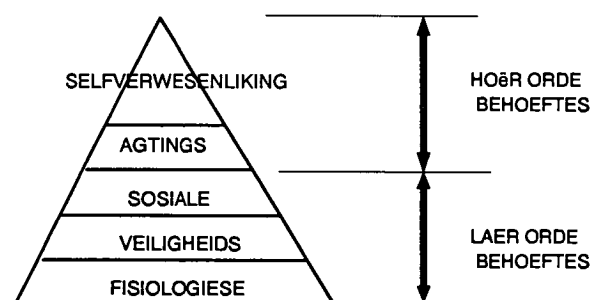 SELFVERWESENLIKING
AGTINGS
SOSIALE
VEILIGHEIDS
FISIOLOGIESE
HOëR ORDE
BEHOEFTES
LAER ORDE
BEHOEFTES